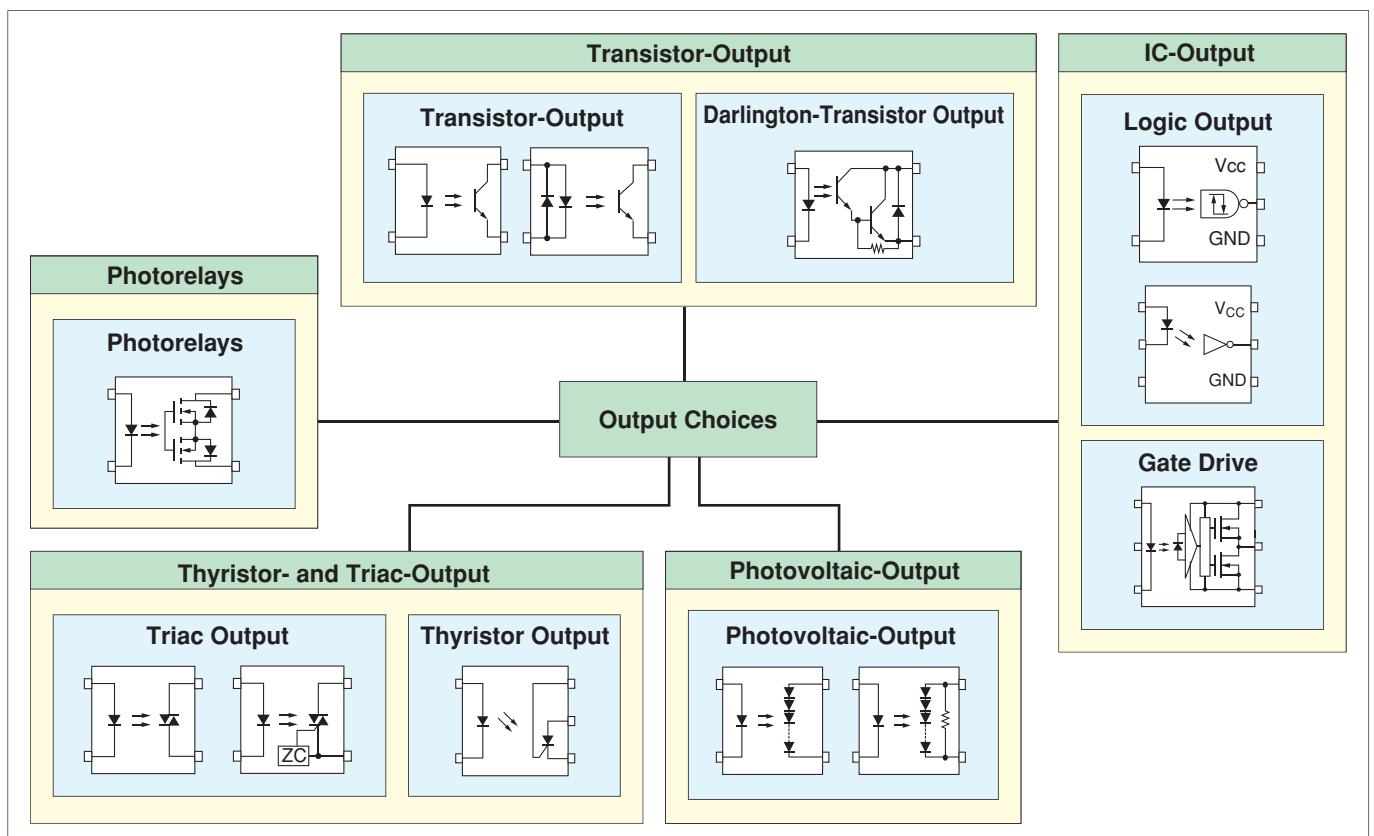 Transistor-Output
Transistor-Output
Darlington-Transistor Output
IC-Output
Logic Output
Vcc
GND
VCC
GND
Gate Drive
Photorelays
Photorelays
Output Choices
Thyristor- and Triac-Output
Triac Output
ZC
Thyristor Output
Photovoltaic-Output
Photovoltaic-Output